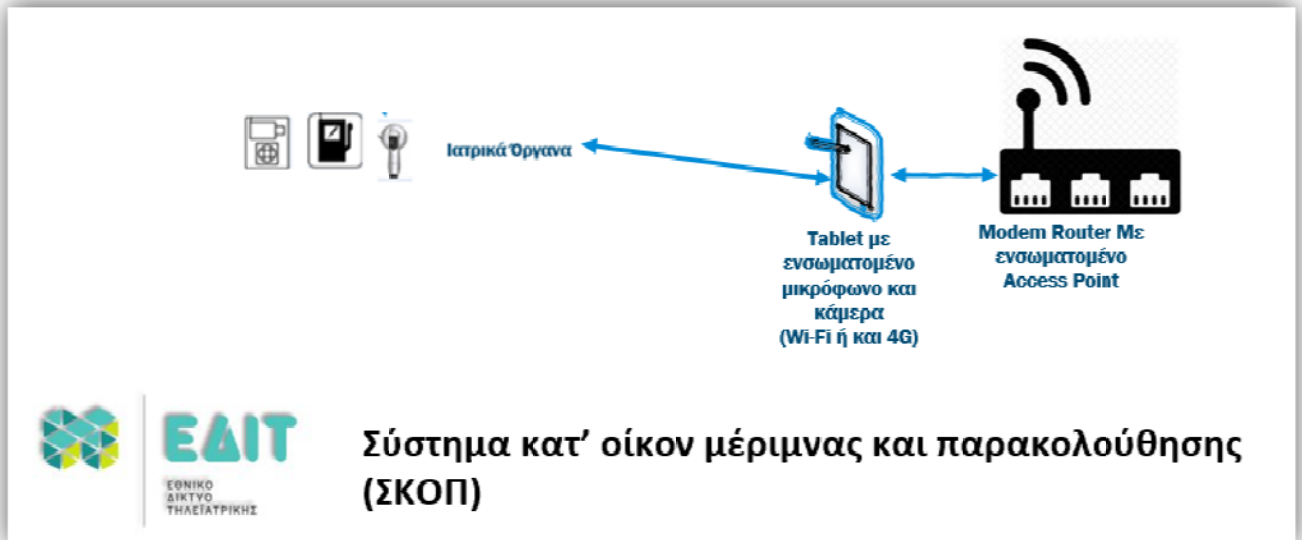 Ιατρικά Όργανα
Tablet με
ενσωματομένο
μικρόφωνο και
κάμερα
(Wi-Fi ή και 4G)
Modem Router Με
ενσωματομένο
Access Point
ΕΔΙΤ
ΕΘΝΙΚΟ
ΔΙΚΤΥΟ
ΤΗΛΕΪΑΤΡΙΚΗΣ
Σύστημα κατ’ οίκον μέριμνας και παρακολούθησης
(ΣΚΟΠ)